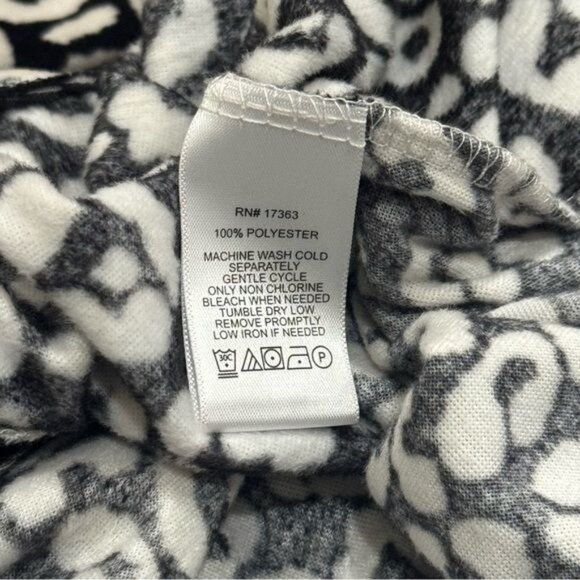 RN# 17363
100% POLYESTER
MACHINE WASH COLD
SEPARATELY
GENTLE CYCLE
ONLY NON CHLORINE
BLEACH WHEN NEEDED
TUMBLE DRY LOW
REMOVE PROMPTLY
LOW IRON IF NEEDED
30C P